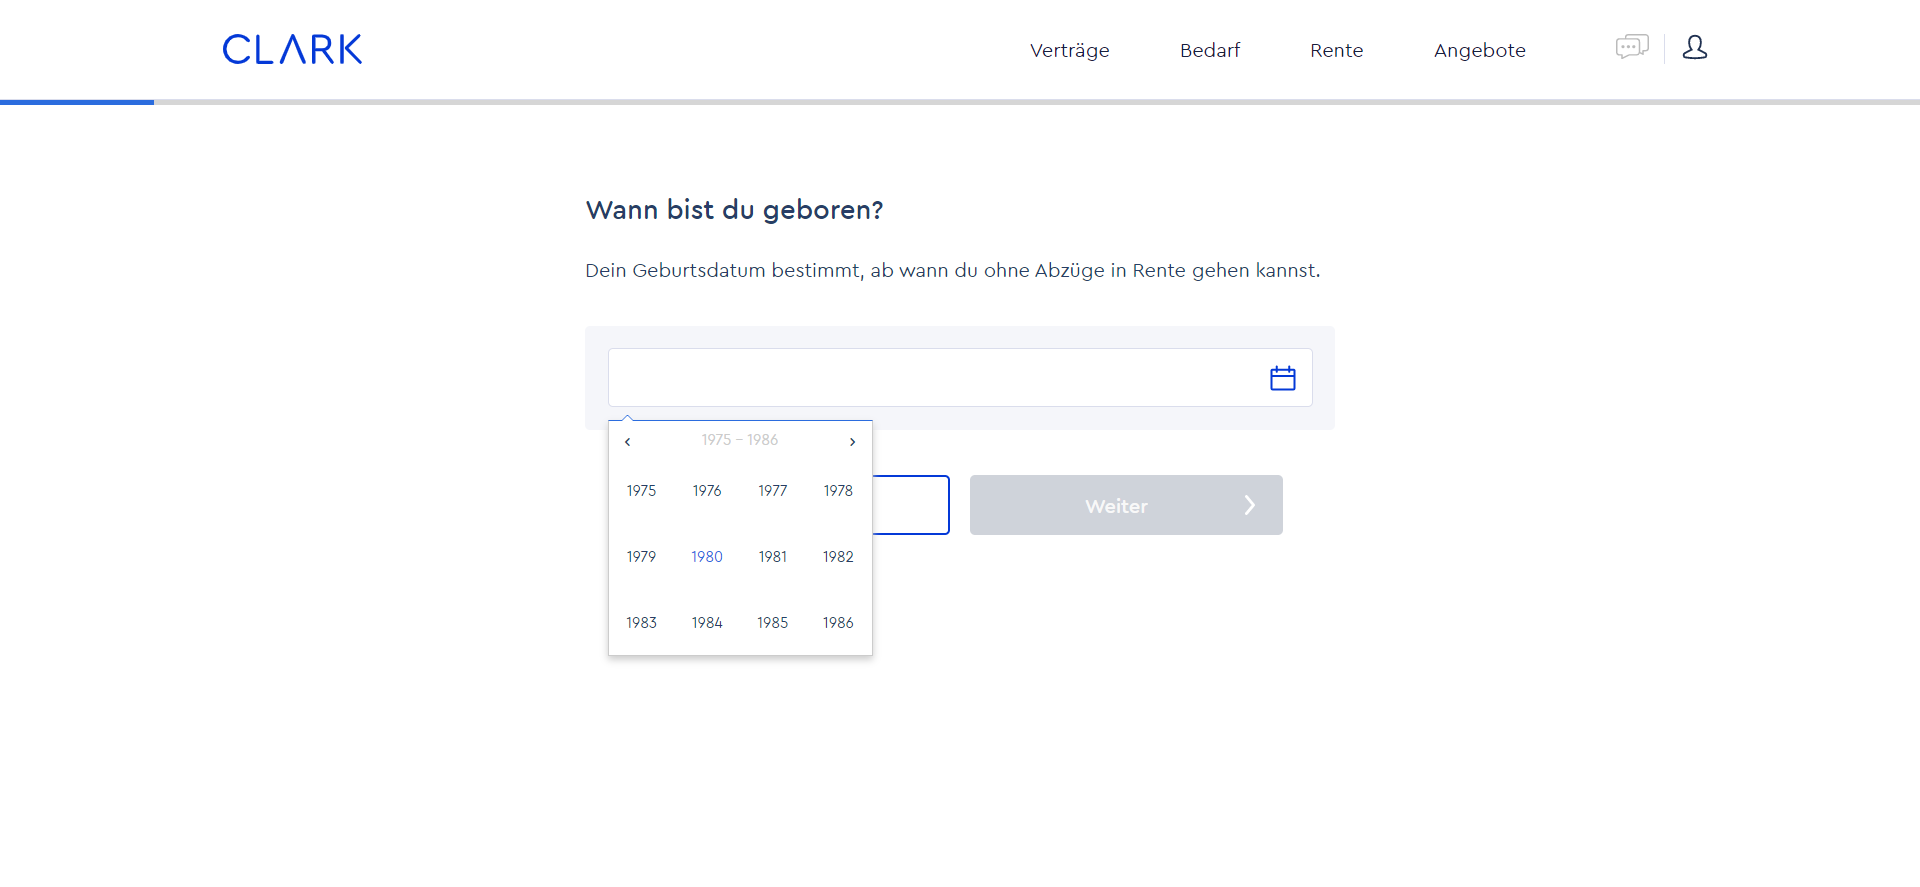 CLARK
Verträge Bedarf Rente Angebote
Wann bist du geboren?
Dein Geburtsdatum bestimmt, ab wann du ohne Abzüge in Rente gehen kannst.
‹ 1975 – 1986 ›
1975 1976 1977 1978
Weiter
1979 1980 1981 1982
1983 1984 1985 1986